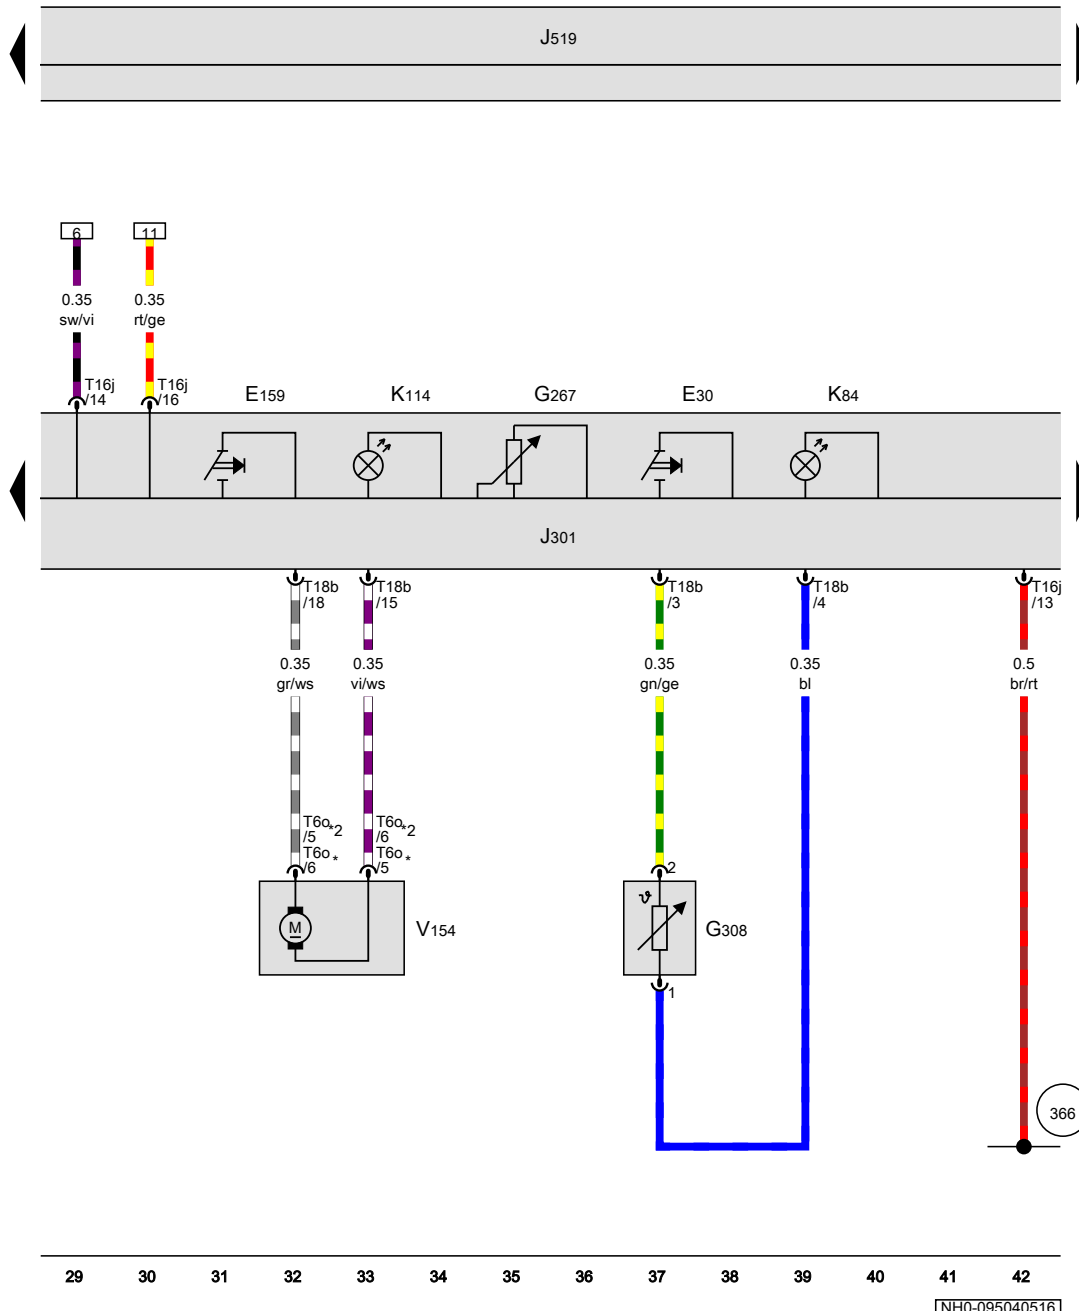 J519
6 11
0.35 0.35
sw/vi rt/ge
T16j T16j
/14 /16
E159 K114 G267 E30 K84
J301
T18b T18b T18b T18b T16j
/18 /15 /3 /4 /13
0.35 0.35 0.35 0.35 0.5
gr/ws vi/ws gn/ge bl br/rt
T6o*2 T6o*2
/5 /6
T6o* T6o*
/6 /5
2
ϑ
M
V154
G308
1
366
29 30 31 32 33 34 35 36 37 38 39 40 41 42
NH0-095040516